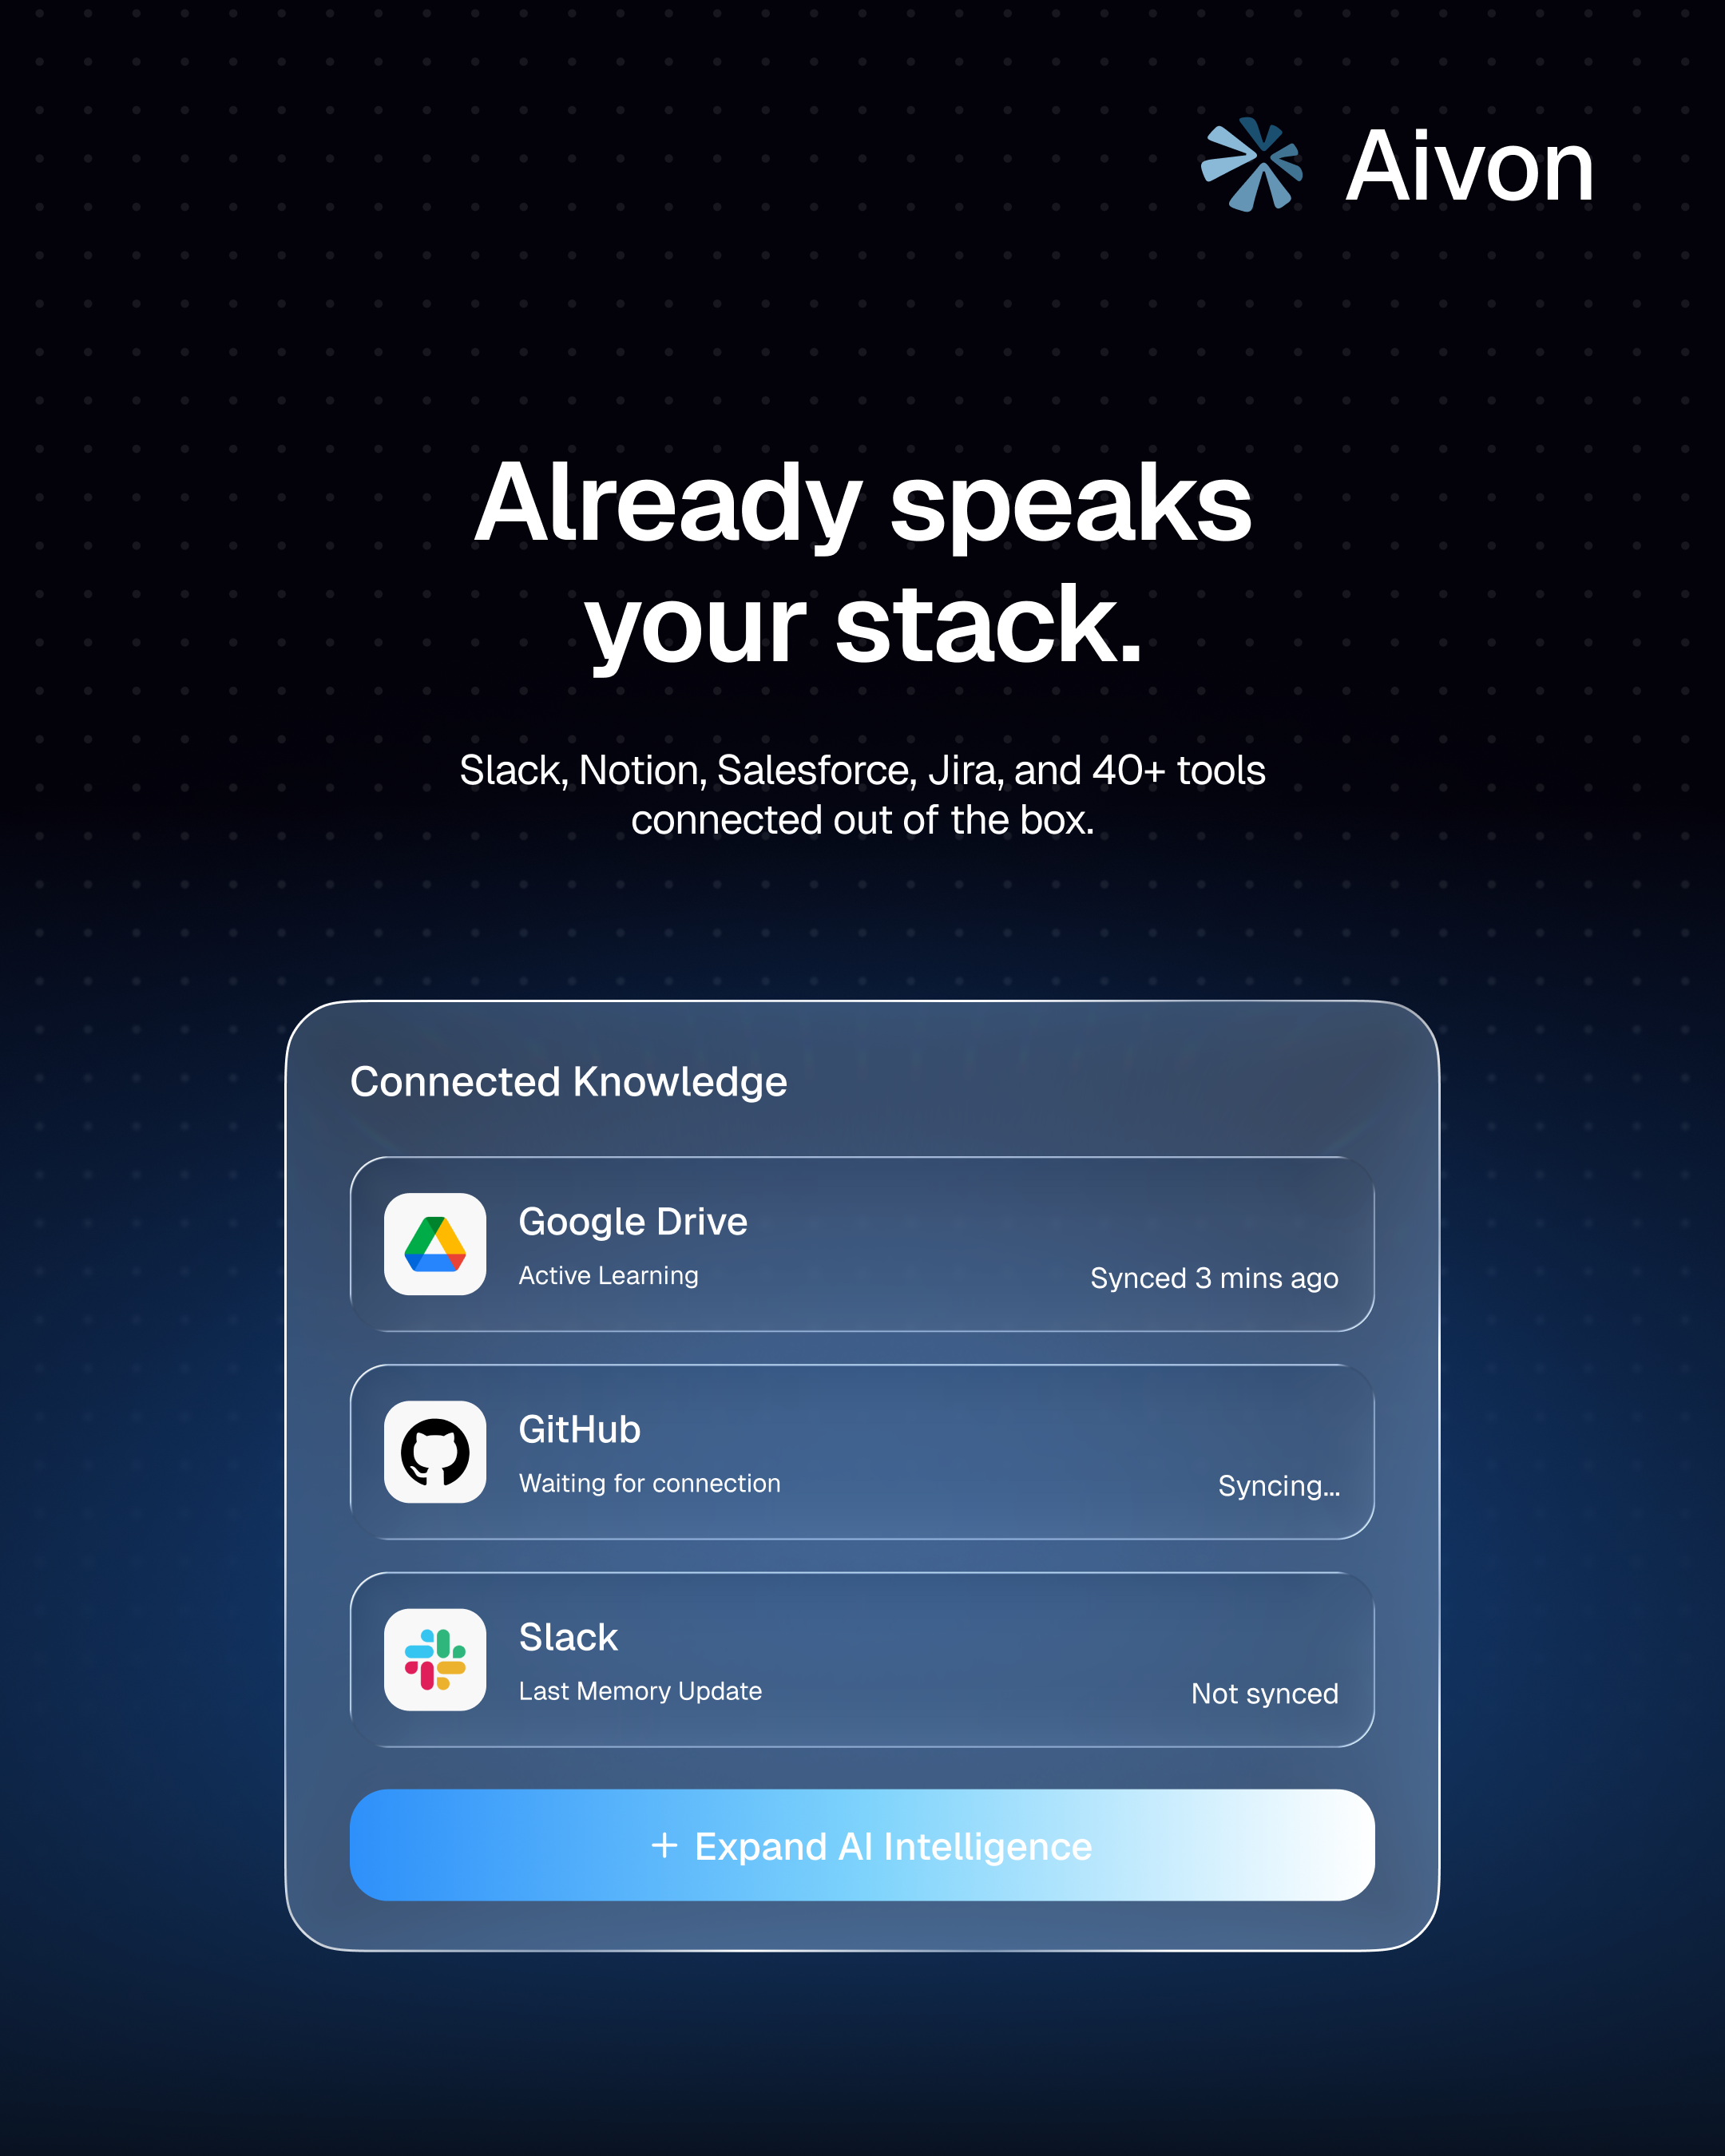 Aivon
Already speaks
your stack.
Slack, Notion, Salesforce, Jira, and 40+ tools
connected out of the box.
Connected Knowledge
Google Drive
Active Learning
Synced 3 mins ago
GitHub
Waiting for connection
Syncing...
Slack
Last Memory Update
Not synced
+ Expand AI Intelligence